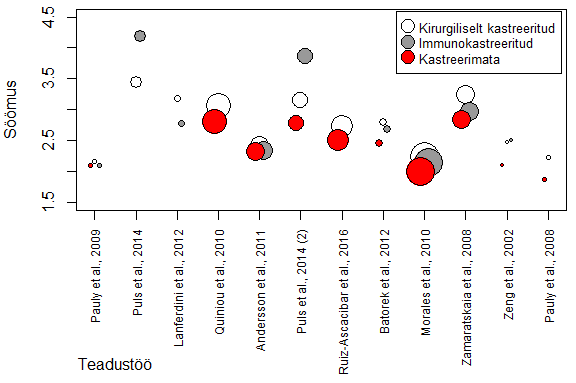 Kirurgiliselt kastreeritud
Immunokastreeritud
Kastreerimata
Söömus
4.5
3.5
2.5
1.5
Pauly et al., 2009
Puls et al., 2014
Lanferdini et al., 2012
Quiniou et al., 2010
Andersson et al., 2011
Puls et al., 2014 (2)
Ruiz-Ascacibar et al., 2016
Batorek et al., 2012
Morales et al., 2010
Zamaratskaia et al., 2008
Zeng et al., 2002
Pauly et al., 2008
Teadustöö